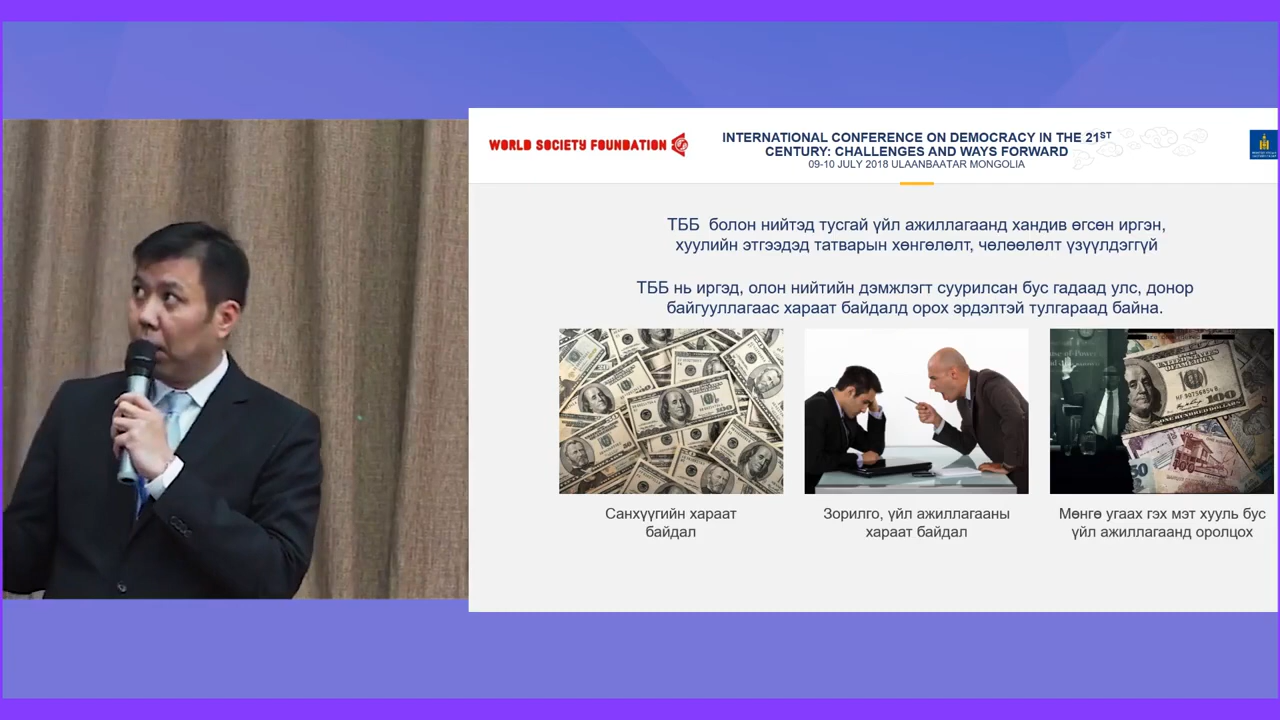 WORLD SOCIETY FOUNDATION
INTERNATIONAL CONFERENCE ON DEMOCRACY IN THE 21ST
CENTURY: CHALLENGES AND WAYS FORWARD
09-10 JULY 2018 ULAANBAATAR MONGOLIA
ТББ болон нийтэд тусгай үйл ажиллагаанд хандив өгсөн иргэн,
хуулийн этгээдэд татварын хөнгөлөлт, чөлөөлөлт үзүүлдэггүй
ТББ нь иргэд, олон нийтийн дэмжлэгт суурилсан бус гадаад улс, донор
байгууллагаас хараат байдалд орох эрдэлтэй тулгараад байна.
Санхүүгийн хараат
байдал
Зорилго, үйл ажиллагааны
хараат байдал
Мөнгө угаах гэх мэт хууль бус
үйл ажиллагаанд оролцох